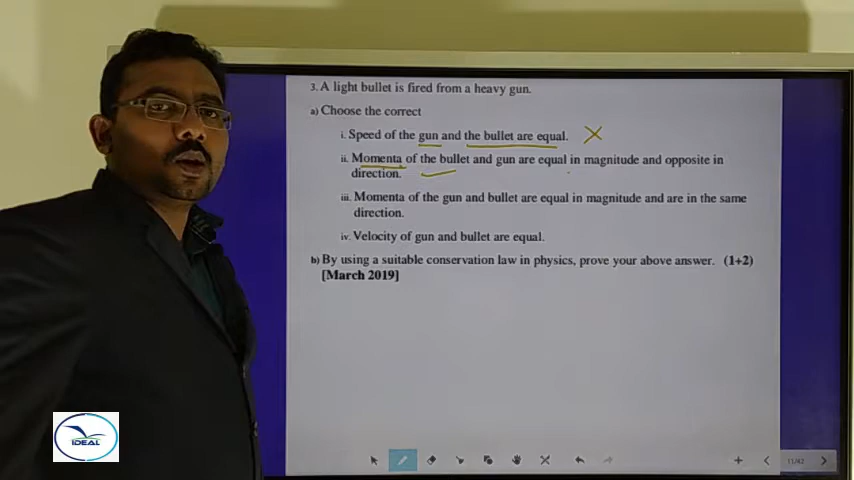 3. A light bullet is fired from a heavy gun.
a) Choose the correct
i. Speed of the gun and the bullet are equal.
ii. Momenta of the bullet and gun are equal in magnitude and opposite in
direction.
iii. Momenta of the gun and bullet are equal in magnitude and are in the same
direction.
iv. Velocity of gun and bullet are equal.
b) By using a suitable conservation law in physics, prove your above answer. (1+2)
[March 2019]
IDEAL
11/42